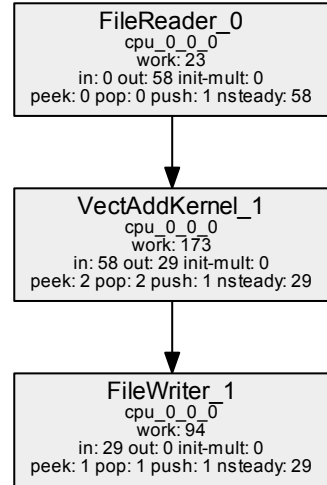 FileReader_0
cpu_0_0_0
work: 23
in: 0 out: 58 init-mult: 0
peek: 0 pop: 0 push: 1 nsteady: 58
VectAddKernel_1
cpu_0_0_0
work: 173
in: 58 out: 29 init-mult: 0
peek: 2 pop: 2 push: 1 nsteady: 29
FileWriter_1
cpu_0_0_0
work: 94
in: 29 out: 0 init-mult: 0
peek: 1 pop: 1 push: 1 nsteady: 29